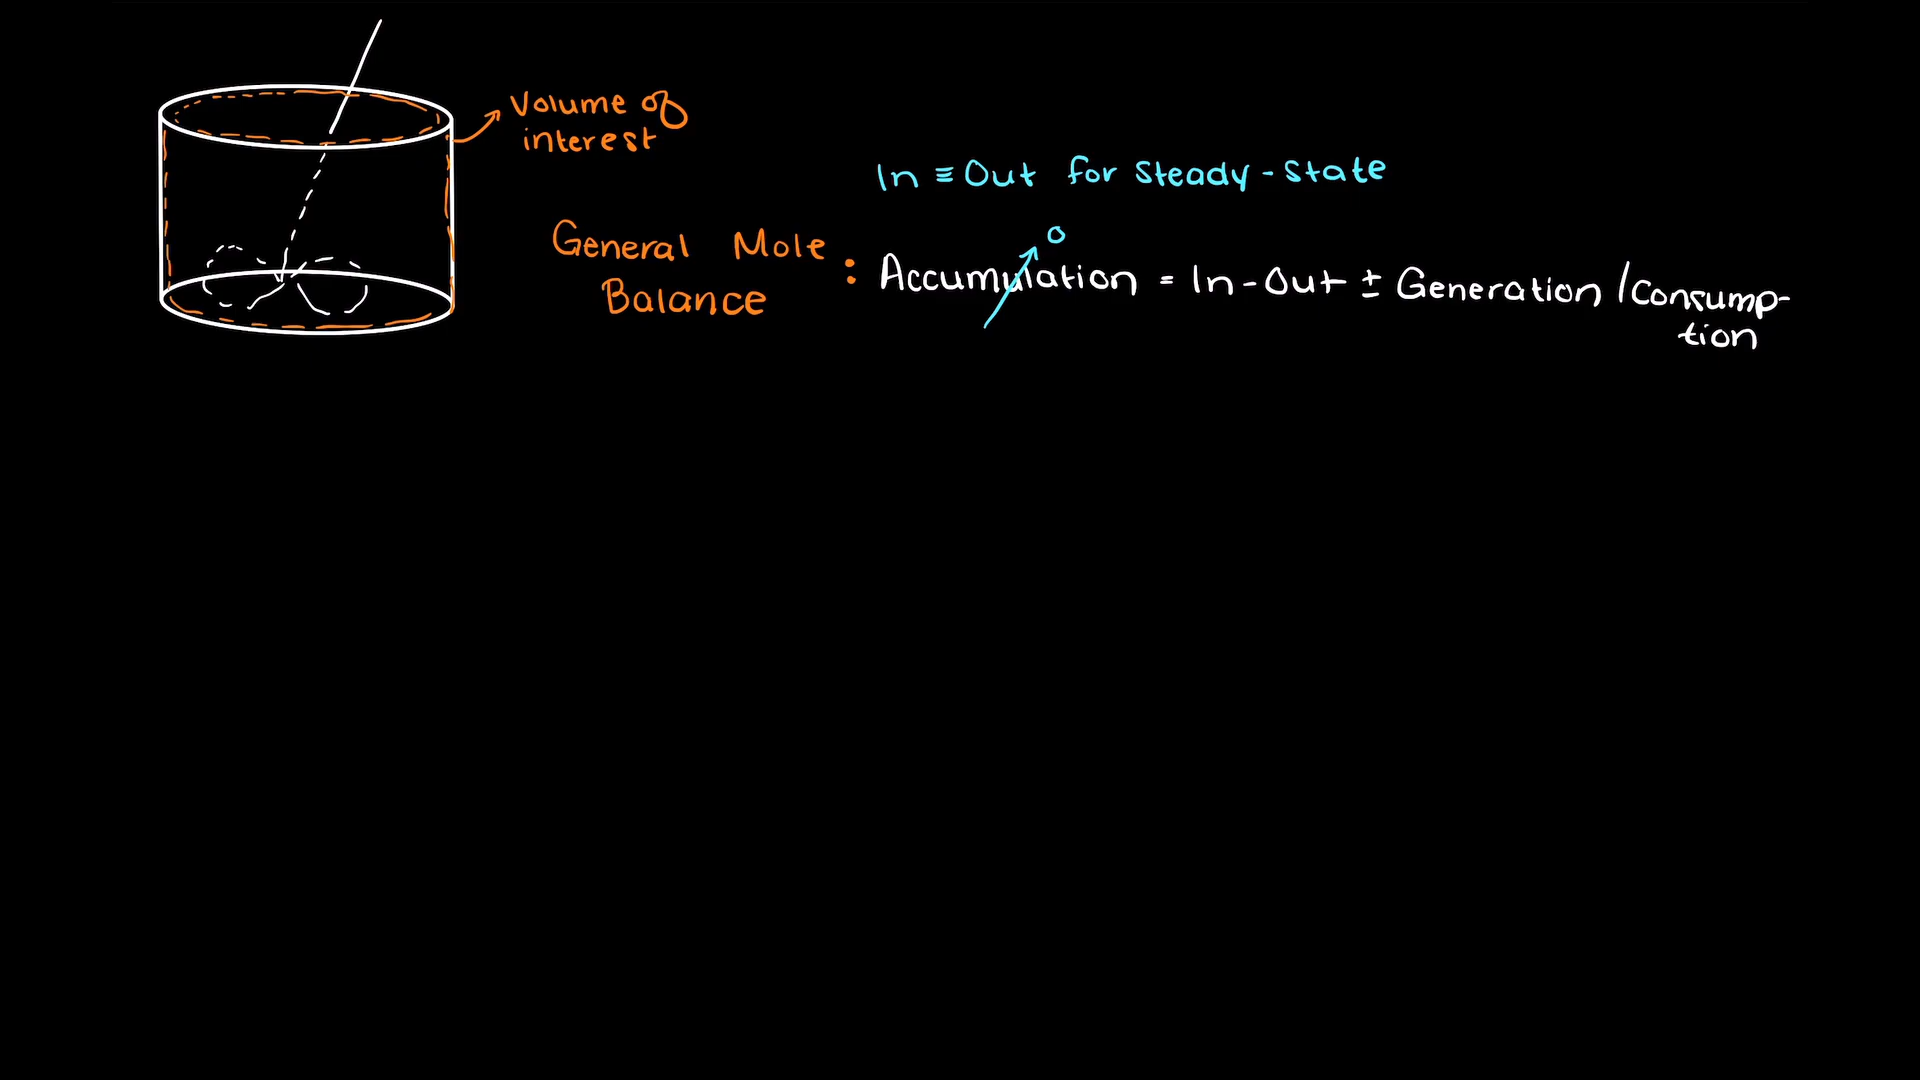 Volume of
interest
In ≡ Out for Steady-State
0
General Mole
Balance : Accumulation = In-Out ± Generation / Consump-
tion